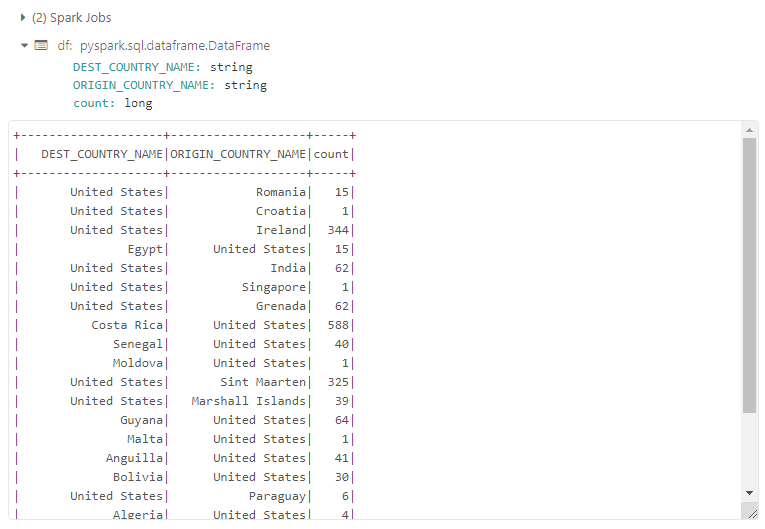 (2) Spark Jobs
df: pyspark.sql.dataframe.DataFrame
DEST_COUNTRY_NAME: string
ORIGIN_COUNTRY_NAME: string
count: long
+--------------------+-------------------+-----+
|   DEST_COUNTRY_NAME|ORIGIN_COUNTRY_NAME|count|
+--------------------+-------------------+-----+
|       United States|            Romania|   15|
|       United States|            Croatia|    1|
|       United States|            Ireland|  344|
|               Egypt|      United States|   15|
|       United States|              India|   62|
|       United States|          Singapore|    1|
|       United States|            Grenada|   62|
|          Costa Rica|      United States|  588|
|             Senegal|      United States|   40|
|             Moldova|      United States|    1|
|       United States|       Sint Maarten|  325|
|       United States|   Marshall Islands|   39|
|              Guyana|      United States|   64|
|               Malta|      United States|    1|
|            Anguilla|      United States|   41|
|             Bolivia|      United States|   30|
|       United States|           Paraguay|    6|
|             Algeria|      United States|    4|